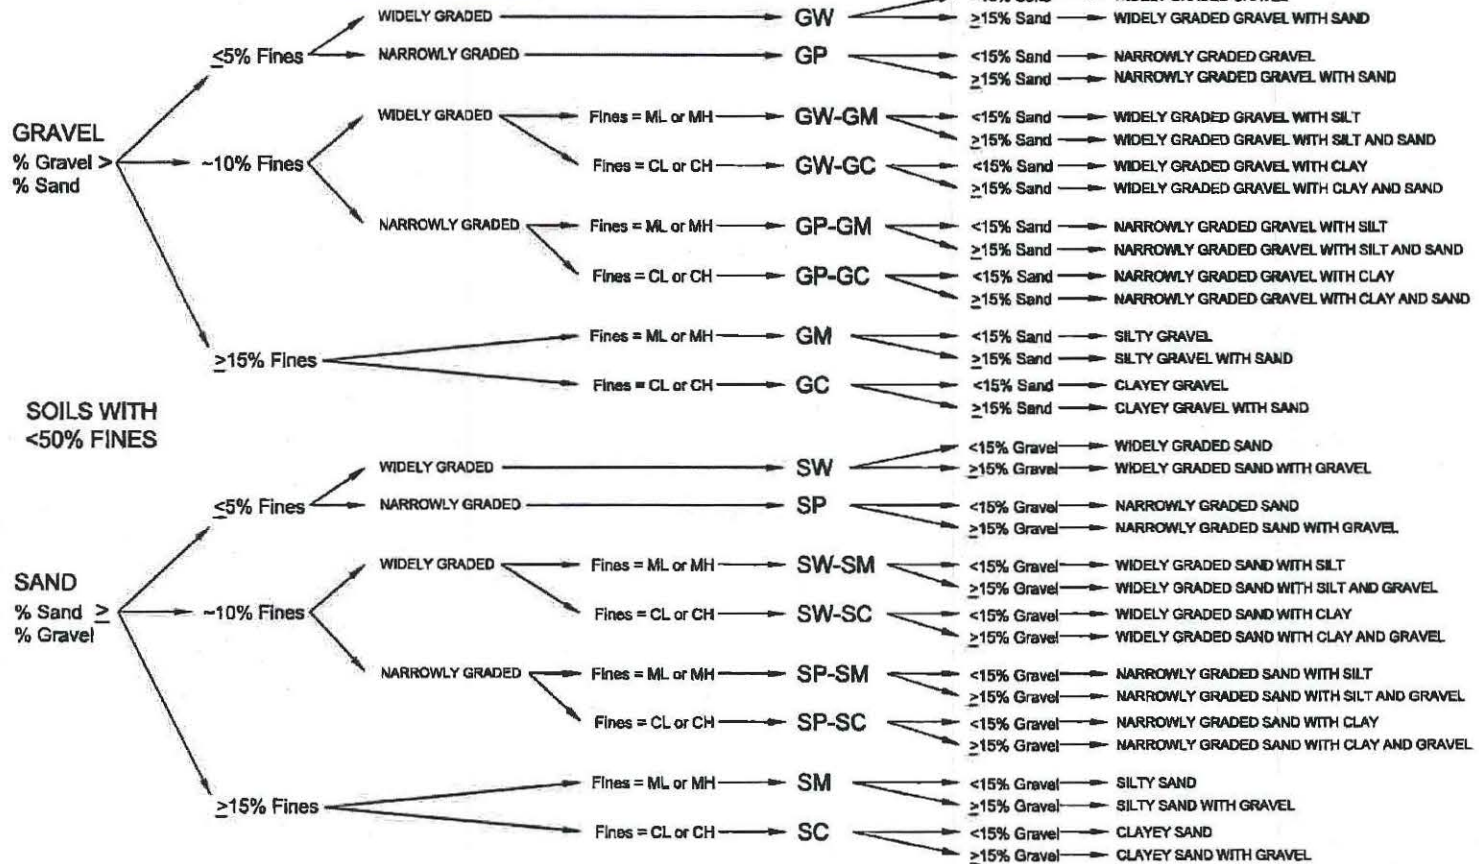 WIDELY GRADED GW ≥15% Sand WIDELY GRADED GRAVEL WITH SAND
≤5% Fines NARROWLY GRADED GP <15% Sand NARROWLY GRADED GRAVEL
≥15% Sand NARROWLY GRADED GRAVEL WITH SAND
WIDELY GRADED Fines = ML or MH GW-GM <15% Sand WIDELY GRADED GRAVEL WITH SILT
GRAVEL
≥15% Sand WIDELY GRADED GRAVEL WITH SILT AND SAND
% Gravel > ~10% Fines Fines = CL or CH GW-GC <15% Sand WIDELY GRADED GRAVEL WITH CLAY
% Sand ≥15% Sand WIDELY GRADED GRAVEL WITH CLAY AND SAND
NARROWLY GRADED Fines = ML or MH GP-GM <15% Sand NARROWLY GRADED GRAVEL WITH SILT
≥15% Sand NARROWLY GRADED GRAVEL WITH SILT AND SAND
Fines = CL or CH GP-GC <15% Sand NARROWLY GRADED GRAVEL WITH CLAY
≥15% Sand NARROWLY GRADED GRAVEL WITH CLAY AND SAND
Fines = ML or MH GM <15% Sand SILTY GRAVEL
≥15% Fines ≥15% Sand SILTY GRAVEL WITH SAND
Fines = CL or CH GC <15% Sand CLAYEY GRAVEL
≥15% Sand CLAYEY GRAVEL WITH SAND
SOILS WITH
<50% FINES
<15% Gravel WIDELY GRADED SAND
WIDELY GRADED SW ≥15% Gravel WIDELY GRADED SAND WITH GRAVEL
≤5% Fines NARROWLY GRADED SP <15% Gravel NARROWLY GRADED SAND
≥15% Gravel NARROWLY GRADED SAND WITH GRAVEL
WIDELY GRADED Fines = ML or MH SW-SM <15% Gravel WIDELY GRADED SAND WITH SILT
SAND
≥15% Gravel WIDELY GRADED SAND WITH SILT AND GRAVEL
% Sand ≥ ~10% Fines Fines = CL or CH SW-SC <15% Gravel WIDELY GRADED SAND WITH CLAY
% Gravel ≥15% Gravel WIDELY GRADED SAND WITH CLAY AND GRAVEL
NARROWLY GRADED Fines = ML or MH SP-SM <15% Gravel NARROWLY GRADED SAND WITH SILT
≥15% Gravel NARROWLY GRADED SAND WITH SILT AND GRAVEL
Fines = CL or CH SP-SC <15% Gravel NARROWLY GRADED SAND WITH CLAY
≥15% Gravel NARROWLY GRADED SAND WITH CLAY AND GRAVEL
Fines = ML or MH SM <15% Gravel SILTY SAND
≥15% Fines ≥15% Gravel SILTY SAND WITH GRAVEL
Fines = CL or CH SC <15% Gravel CLAYEY SAND
≥15% Gravel CLAYEY SAND WITH GRAVEL